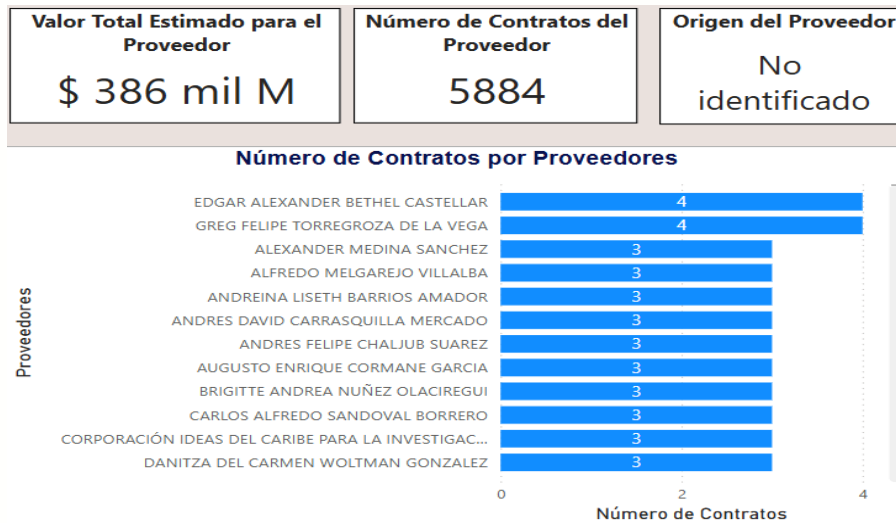 Valor Total Estimado para el
Proveedor
$ 386 mil M
Número de Contratos del
Proveedor
5884
Origen del Proveedor
No
identificado
Número de Contratos por Proveedores
Proveedores
EDGAR ALEXANDER BETHEL CASTELLAR 4
GREG FELIPE TORREGROZA DE LA VEGA 4
ALEXANDER MEDINA SANCHEZ 3
ALFREDO MELGAREJO VILLALBA 3
ANDREINA LISETH BARRIOS AMADOR 3
ANDRES DAVID CARRASQUILLA MERCADO 3
ANDRES FELIPE CHALJUB SUAREZ 3
AUGUSTO ENRIQUE CORMANE GARCIA 3
BRIGITTE ANDREA NUÑEZ OLACIREGUI 3
CARLOS ALFREDO SANDOVAL BORRERO 3
CORPORACIÓN IDEAS DEL CARIBE PARA LA INVESTIGAC... 3
DANITZA DEL CARMEN WOLTMAN GONZALEZ 3
0 2 4
Número de Contratos